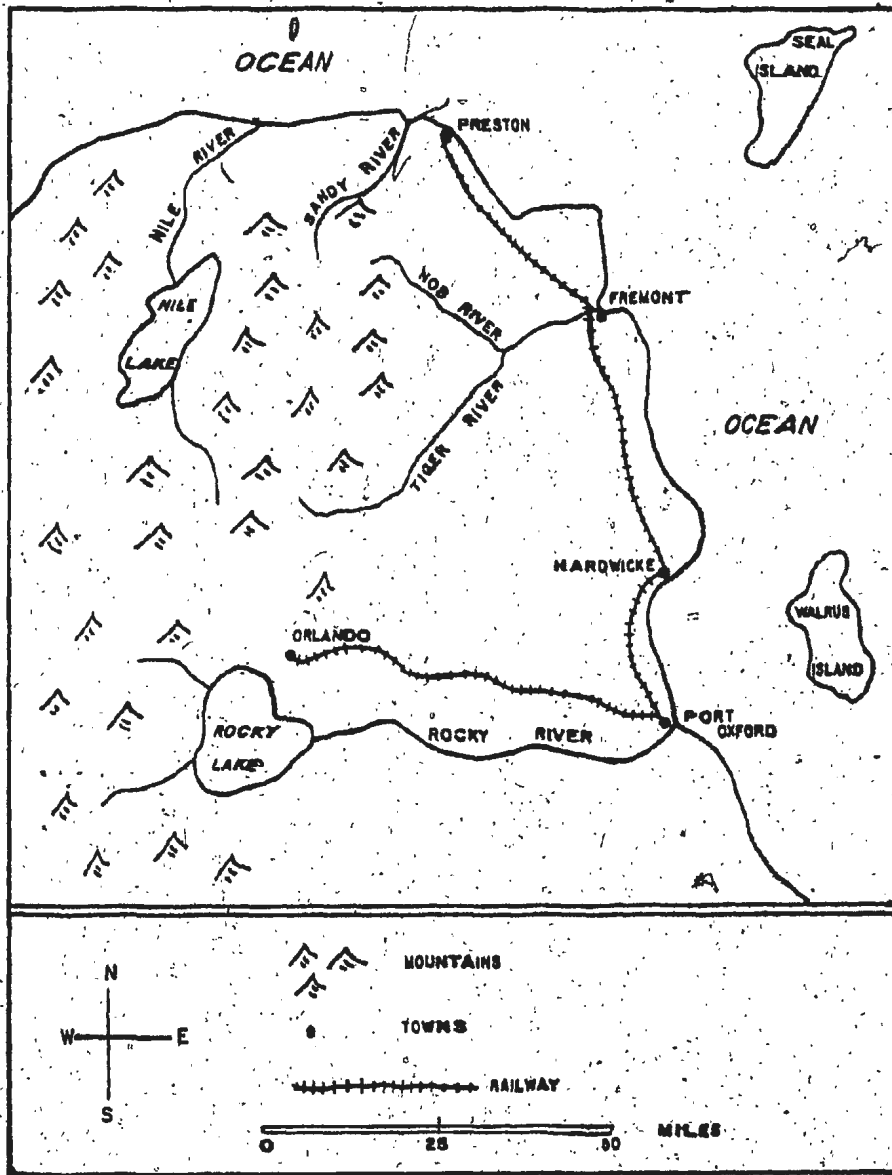 OCEAN
SEAL
ISLAND
PRESTON
NILE RIVER
SANDY RIVER
NILE
LAKE
NOB RIVER
FREMONT
TIGER RIVER
OCEAN
HARDWICKE
WALRUS
ISLAND
ORLANDO
ROCKY
LAKE
ROCKY RIVER
PORT
OXFORD
N
W E
S
MOUNTAINS
TOWNS
RAILWAY
0 25 50 MILES